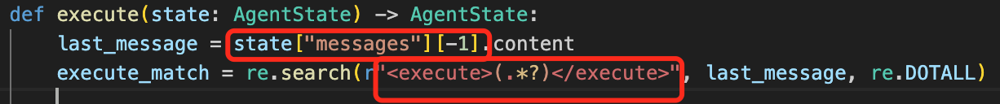 def execute(state: AgentState) -> AgentState:
    last_message = state["messages"][-1].content
    execute_match = re.search(r"<execute>(.*?)</execute>", last_message, re.DOTALL)